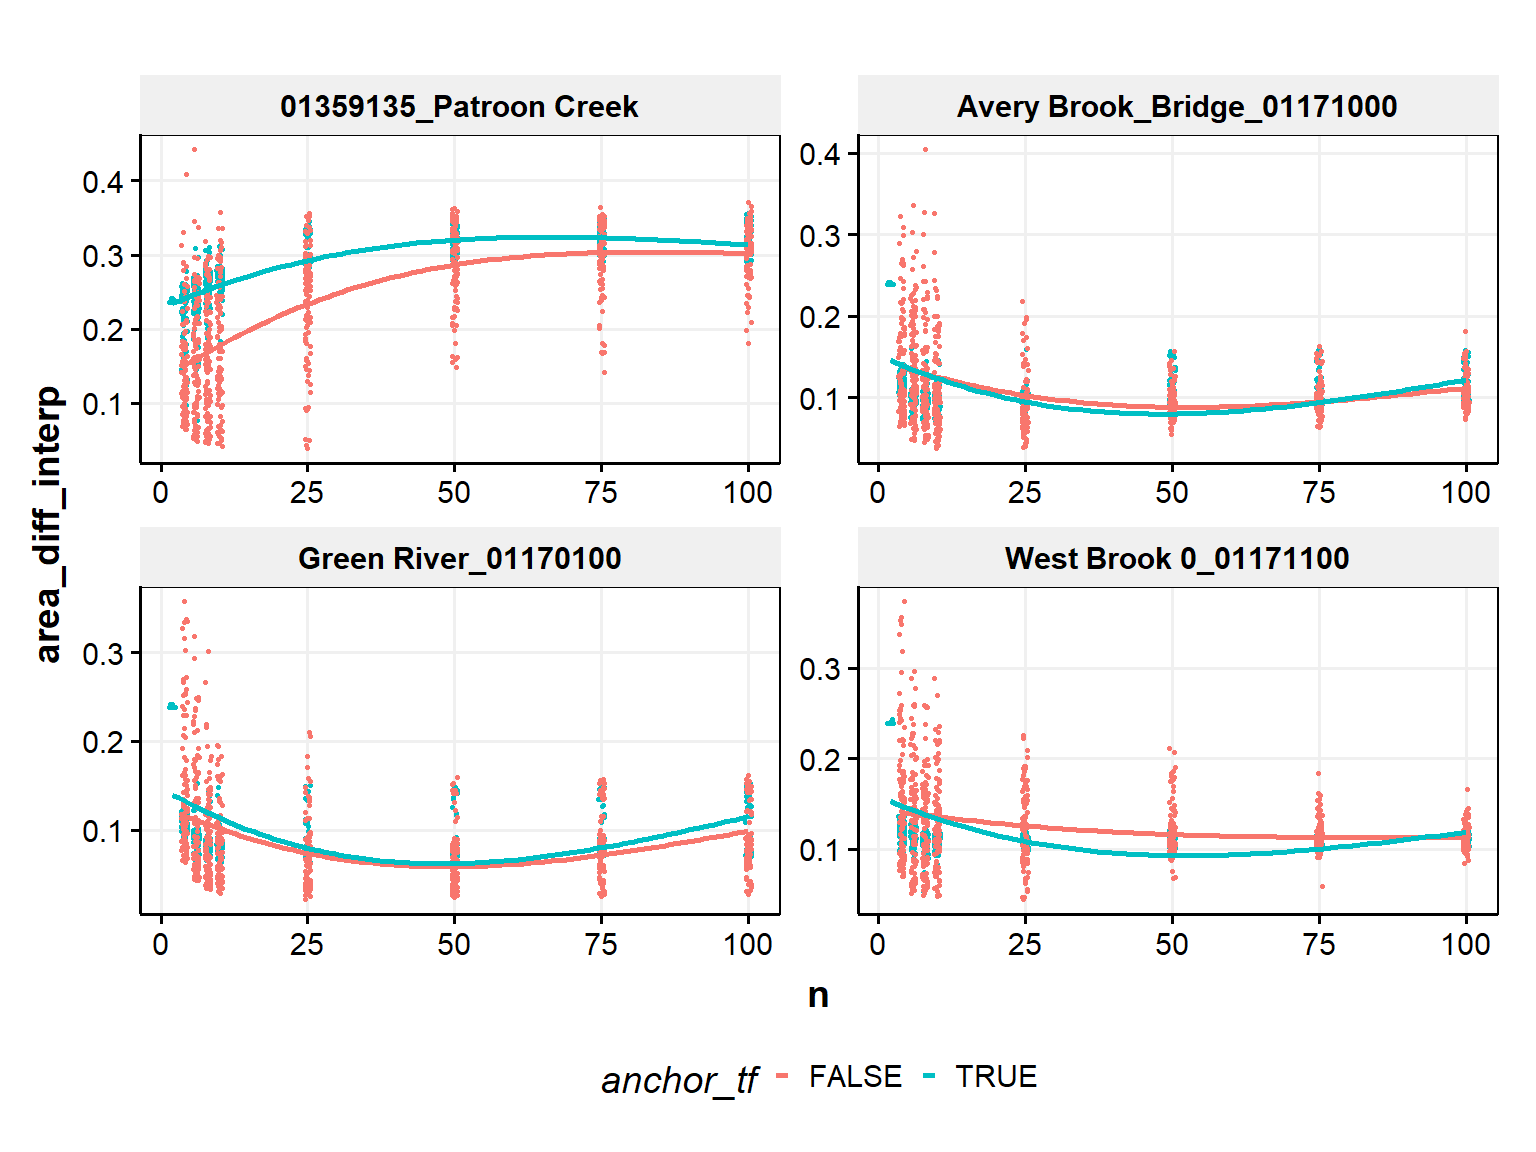 01359135_Patroon Creek
Avery Brook_Bridge_01171000
0.4
0.3
0.2
0.1
0 25 50 75 100
0.4
0.3
0.2
0.1
0 25 50 75 100
Green River_01170100
West Brook 0_01171100
0.3
0.2
0.1
0 25 50 75 100
0.3
0.2
0.1
0 25 50 75 100
area_diff_interp
n
anchor_tf FALSE TRUE